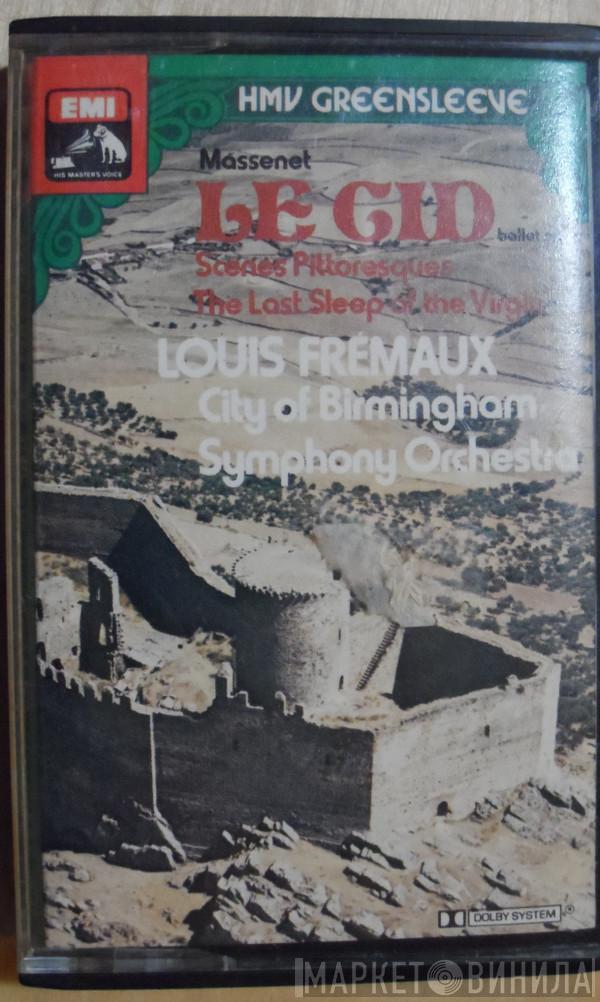 EMI
HIS MASTER'S VOICE
HMV GREENSLEEVE
Massenet
LE CID
ballet
Scènes Pittoresques
The Last Sleep of the Virgin
LOUIS FRÉMAUX
City of Birmingham
Symphony Orchestra
DOLBY SYSTEM
МАРКЕТ ВИНИЛА